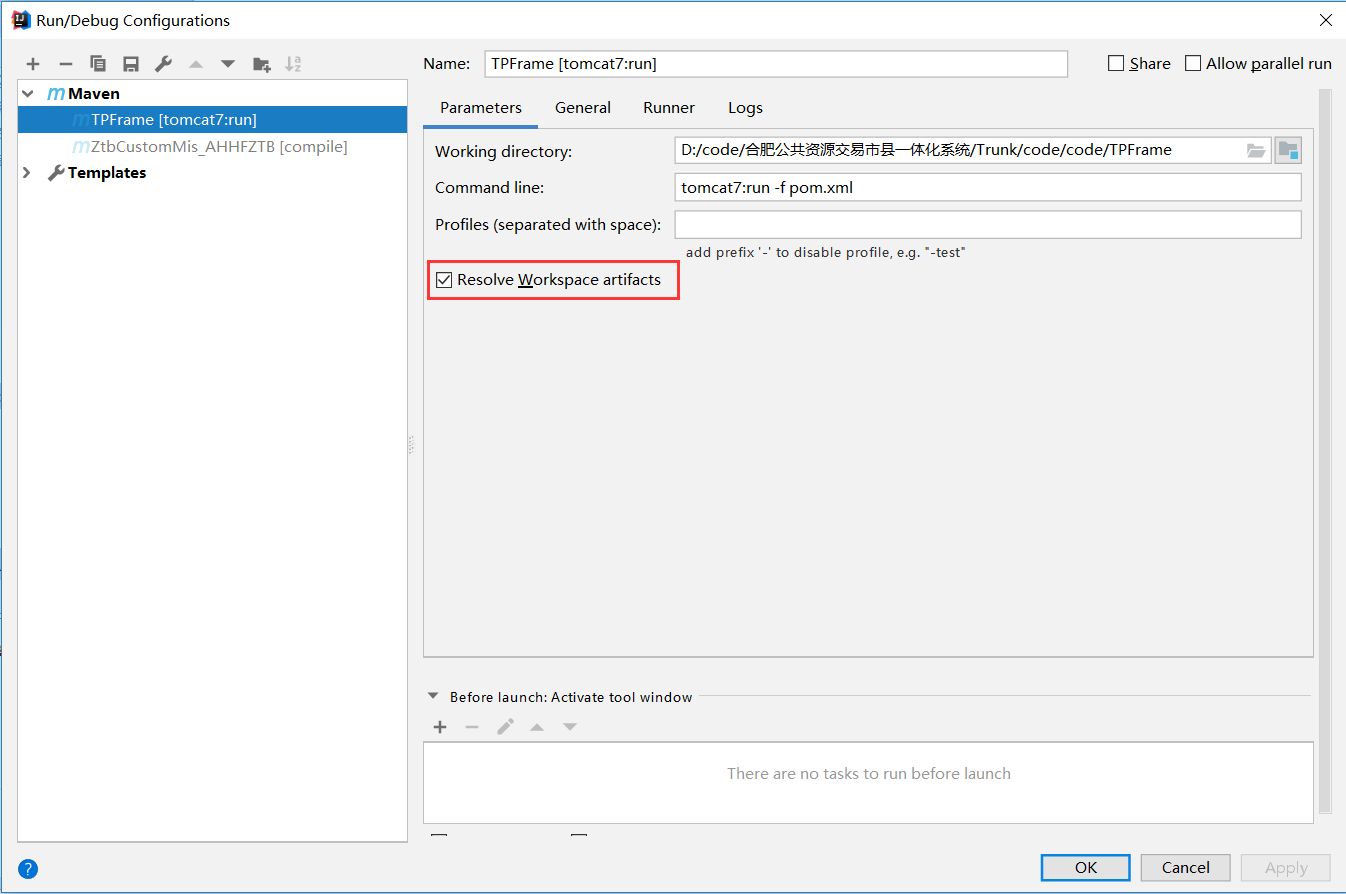 Run/Debug Configurations
Name: TPFrame [tomcat7:run]
Share
Allow parallel run
Maven
TPFrame [tomcat7:run]
ZtbCustomMis_AHHFZTB [compile]
Templates
Parameters General Runner Logs
Working directory: D:/code/合肥公共资源交易市县一体化系统/Trunk/code/code/TPFrame
Command line: tomcat7:run -f pom.xml
Profiles (separated with space):
add prefix '-' to disable profile, e.g. "-test"
Resolve Workspace artifacts
Before launch: Activate tool window
There are no tasks to run before launch
OK Cancel Apply